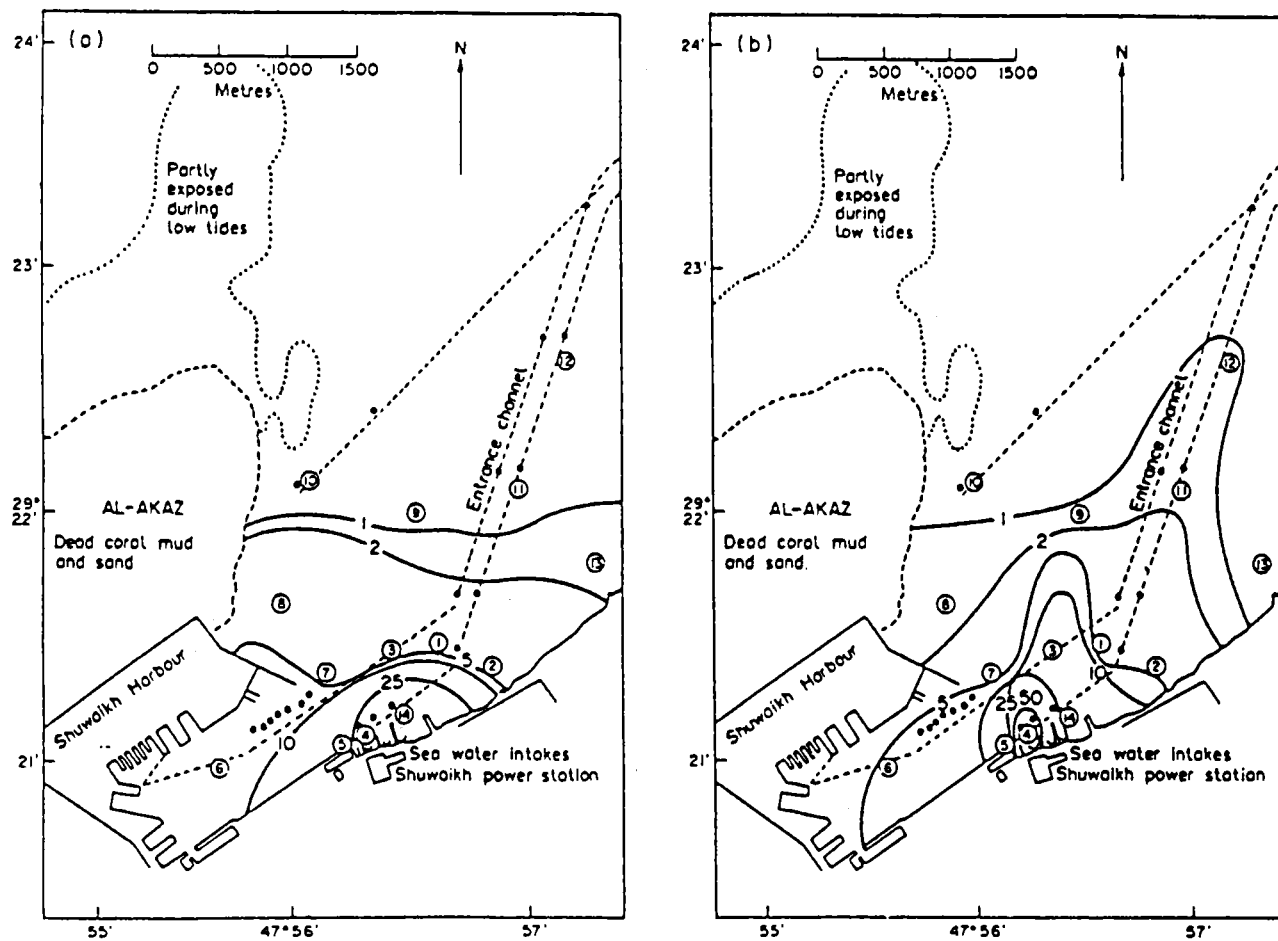 (a)
0 500 1000 1500
Metres
N
24'
Partly
exposed
during
low tides
23'
Entrance channel
12
11
10
9
29°
22'
AL-AKAZ
Dead coral mud
and sand
1
2
13
8
Shuwaikh Harbour
7
3
1
2
5
25
14
4
5
10
6
21'
Sea water intakes
Shuwaikh power station
55'
47°56'
57'
(b)
0 500 1000 1500
Metres
N
24'
Partly
exposed
during
low tides
23'
Entrance channel
12
11
10
9
29°
22'
AL-AKAZ
Dead coral mud
and sand.
1
2
13
8
Shuwaikh Harbour
7
3
1
2
10
5
25
50
14
4
5
6
21'
Sea water intakes
Shuwaikh power station
55'
47°56'
57'